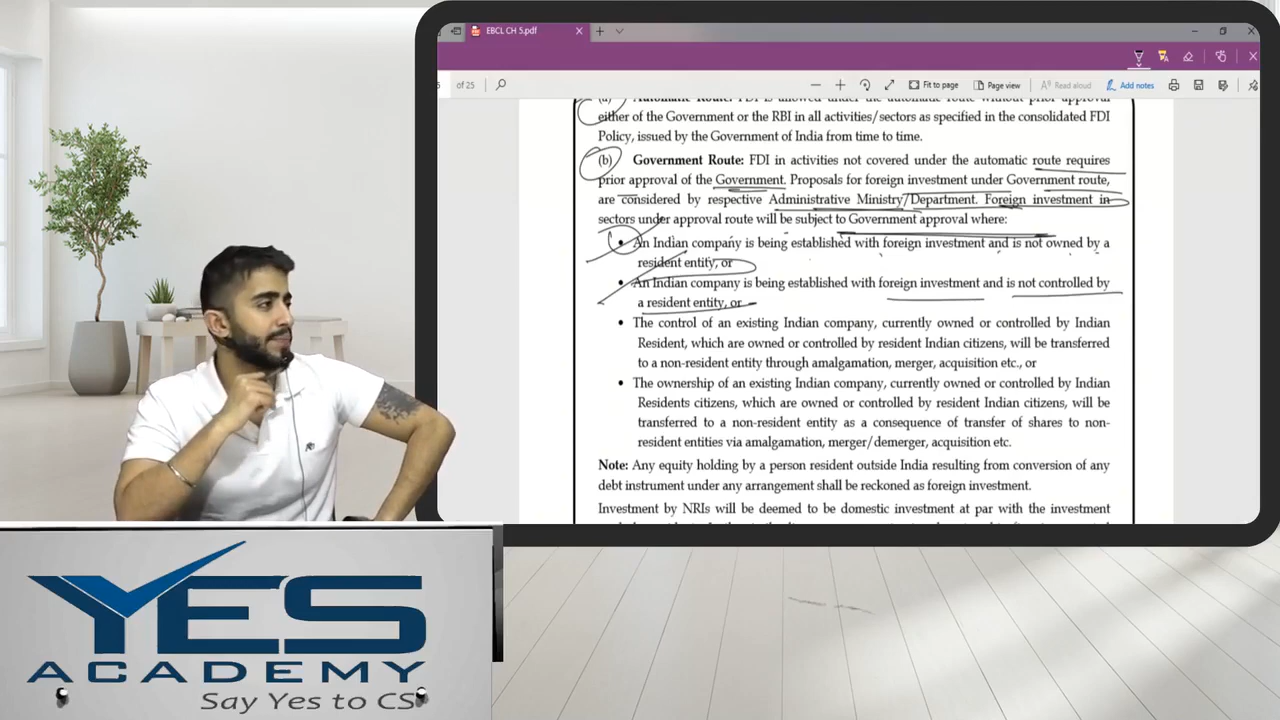 EBCL CH 5.pdf
of 25
Fit to page
Page view
Read aloud
Add notes
(a) Automatic Route: FDI is allowed under the automatic route without prior approval
either of the Government or the RBI in all activities/sectors as specified in the consolidated FDI
Policy, issued by the Government of India from time to time.
(b) Government Route: FDI in activities not covered under the automatic route requires
prior approval of the Government. Proposals for foreign investment under Government route,
are considered by respective Administrative Ministry/Department. Foreign investment in
sectors under approval route will be subject to Government approval where:
• An Indian company is being established with foreign investment and is not owned by a
resident entity, or
• An Indian company is being established with foreign investment and is not controlled by
a resident entity, or
• The control of an existing Indian company, currently owned or controlled by Indian
Resident, which are owned or controlled by resident Indian citizens, will be transferred
to a non-resident entity through amalgamation, merger, acquisition etc., or
• The ownership of an existing Indian company, currently owned or controlled by Indian
Residents citizens, which are owned or controlled by resident Indian citizens, will be
transferred to a non-resident entity as a consequence of transfer of shares to non-
resident entities via amalgamation, merger/demerger, acquisition etc.
Note: Any equity holding by a person resident outside India resulting from conversion of any
debt instrument under any arrangement shall be reckoned as foreign investment.
Investment by NRIs will be deemed to be domestic investment at par with the investment
YES
ACADEMY
Say Yes to CS